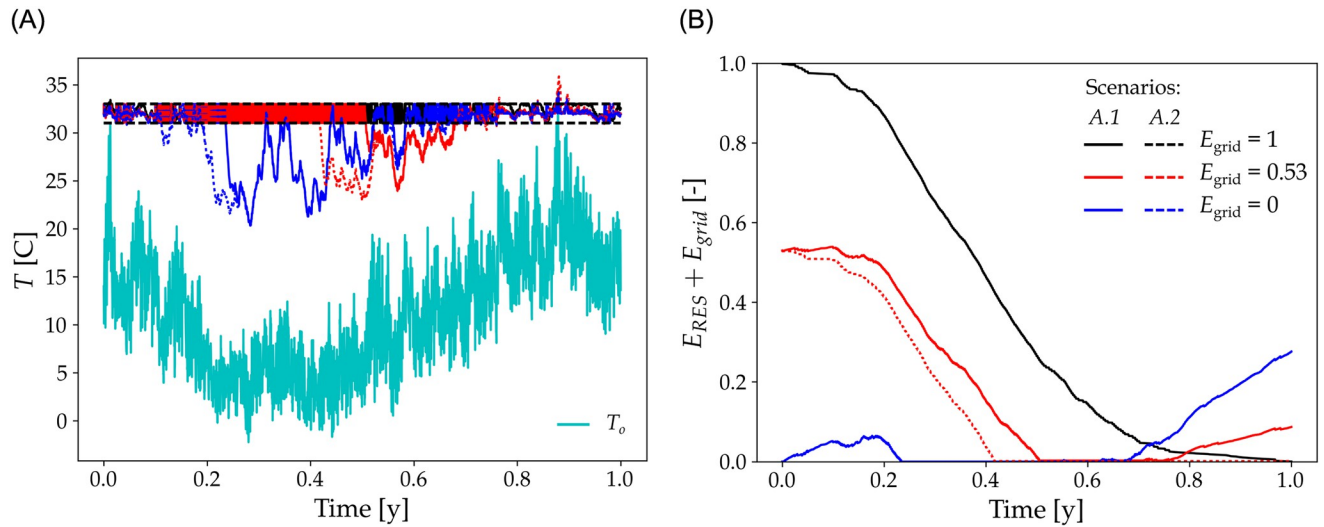 (A)
(B)
T [C]
35
30
25
20
15
10
5
0
T_o
0.0 0.2 0.4 0.6 0.8 1.0
Time [y]
E_RES + E_grid [-]
1.0
0.8
0.6
0.4
0.2
0.0
Scenarios:
A.1 A.2
E_grid = 1
E_grid = 0.53
E_grid = 0
0.0 0.2 0.4 0.6 0.8 1.0
Time [y]